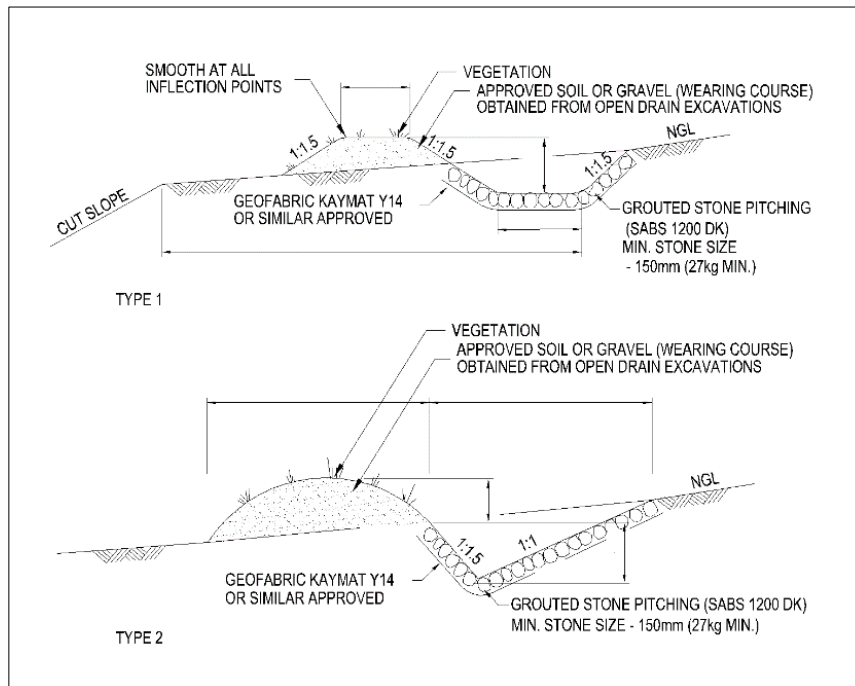 SMOOTH AT ALL
INFLECTION POINTS
VEGETATION
APPROVED SOIL OR GRAVEL (WEARING COURSE)
OBTAINED FROM OPEN DRAIN EXCAVATIONS
NGL
1:1.5
1:1.5
1:1.5
CUT SLOPE
GEOFABRIC KAYMAT Y14
OR SIMILAR APPROVED
GROUTED STONE PITCHING
(SABS 1200 DK)
MIN. STONE SIZE
- 150mm (27kg MIN.)
TYPE 1
VEGETATION
APPROVED SOIL OR GRAVEL (WEARING COURSE)
OBTAINED FROM OPEN DRAIN EXCAVATIONS
NGL
1:1.5
1:1
GEOFABRIC KAYMAT Y14
OR SIMILAR APPROVED
GROUTED STONE PITCHING (SABS 1200 DK)
MIN. STONE SIZE - 150mm (27kg MIN.)
TYPE 2